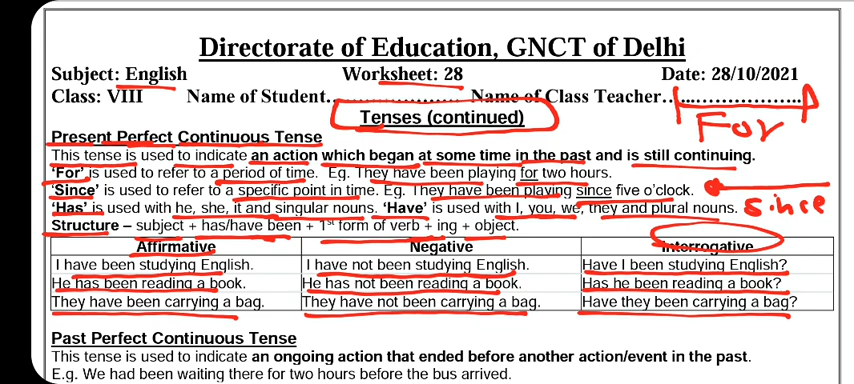 Directorate of Education, GNCT of Delhi
Subject: English Worksheet: 28 Date: 28/10/2021
Class: VIII Name of Student..................... Name of Class Teacher.....................
For
Tenses (continued)
Present Perfect Continuous Tense
This tense is used to indicate an action which began at some time in the past and is still continuing.
'For' is used to refer to a period of time. Eg. They have been playing for two hours.
'Since' is used to refer to a specific point in time. Eg. They have been playing since five o'clock.
since
'Has' is used with he, she, it and singular nouns. 'Have' is used with I, you, we, they and plural nouns.
Structure – subject + has/have been + 1st form of verb + ing + object.
Affirmative Negative Interrogative
I have been studying English. I have not been studying English. Have I been studying English?
He has been reading a book. He has not been reading a book. Has he been reading a book?
They have been carrying a bag. They have not been carrying a bag. Have they been carrying a bag?
Past Perfect Continuous Tense
This tense is used to indicate an ongoing action that ended before another action/event in the past.
E.g. We had been waiting there for two hours before the bus arrived.